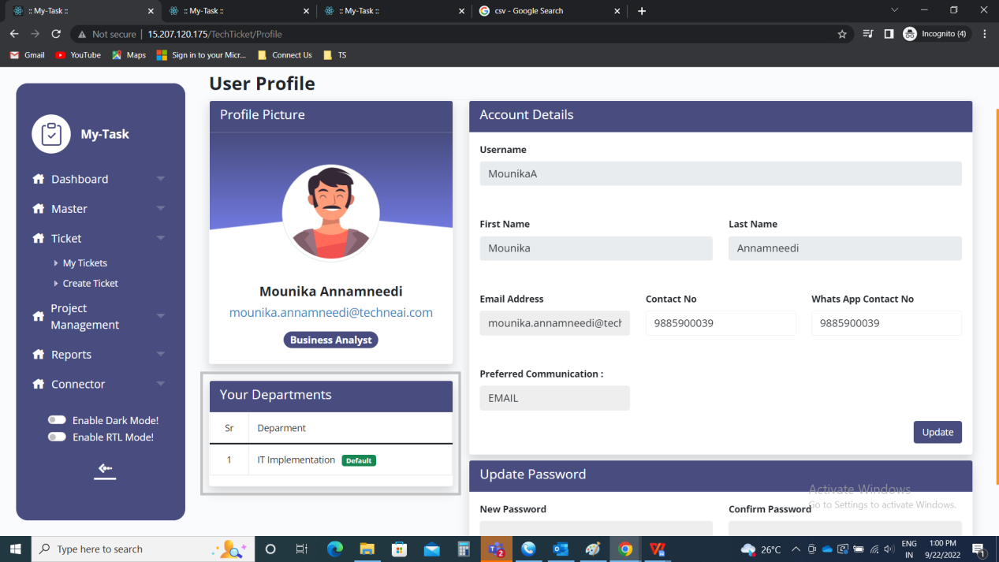 :: My-Task ::
:: My-Task ::
:: My-Task ::
csv - Google Search
Not secure
15.207.120.175/TechTicket/Profile
Incognito (4)
Gmail
YouTube
Maps
Sign in to your Micr...
Connect Us
TS
My-Task
Dashboard
Master
Ticket
My Tickets
Create Ticket
Project
Management
Reports
Connector
Enable Dark Mode!
Enable RTL Mode!
User Profile
Profile Picture
Mounika Annamneedi
mounika.annamneedi@techneai.com
Business Analyst
Your Departments
Sr Deparment
1 IT Implementation Default
Account Details
Username
MounikaA
First Name Last Name
Mounika Annamneedi
Email Address Contact No Whats App Contact No
mounika.annamneedi@tech 9885900039 9885900039
Preferred Communication :
EMAIL
Update
Update Password
New Password Confirm Password
Activate Windows
Go to Settings to activate Windows.
Type here to search
2
26°C
ENG
IN
1:00 PM
9/22/2022
1